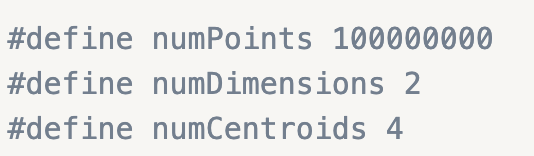 #define numPoints 100000000
#define numDimensions 2
#define numCentroids 4